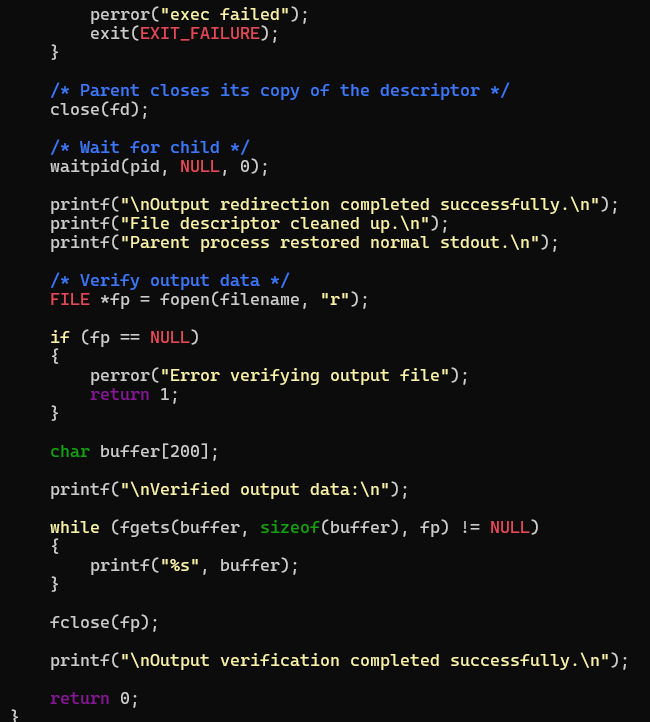 perror("exec failed");
exit(EXIT_FAILURE);
}
/* Parent closes its copy of the descriptor */
close(fd);
/* Wait for child */
waitpid(pid, NULL, 0);
printf("\nOutput redirection completed successfully.\n");
printf("File descriptor cleaned up.\n");
printf("Parent process restored normal stdout.\n");
/* Verify output data */
FILE *fp = fopen(filename, "r");
if (fp == NULL)
{
perror("Error verifying output file");
return 1;
}
char buffer[200];
printf("\nVerified output data:\n");
while (fgets(buffer, sizeof(buffer), fp) != NULL)
{
printf("%s", buffer);
}
fclose(fp);
printf("\nOutput verification completed successfully.\n");
return 0;
}